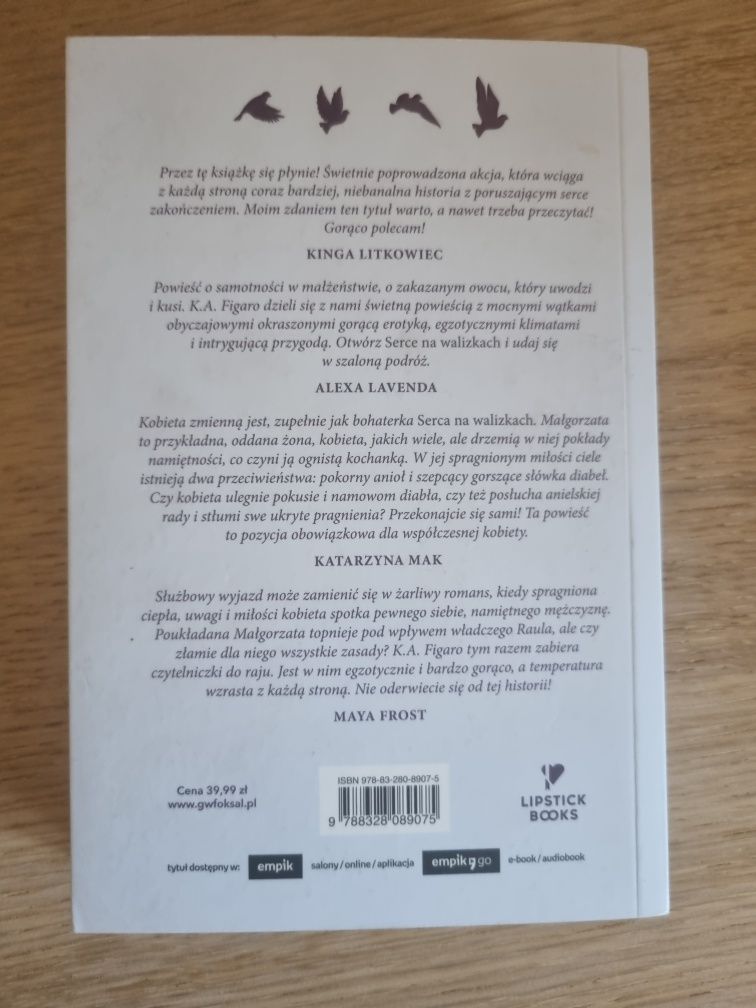 Przez tę książkę się płynie! Świetnie poprowadzona akcja, która wciąga
z każdą stroną coraz bardziej, niebanalna historia z poruszającym serce
zakończeniem. Moim zdaniem ten tytuł warto, a nawet trzeba przeczytać!
Gorąco polecam!
KINGA LITKOWIEC
Powieść o samotności w małżeństwie, o zakazanym owocu, który uwodzi
i kusi. K.A. Figaro dzieli się z nami świetną powieścią z mocnymi wątkami
obyczajowymi okraszonymi gorącą erotyką, egzotycznymi klimatami
i intrygującą przygodą. Otwórz Serce na walizkach i udaj się
w szaloną podróż.
ALEXA LAVENDA
Kobieta zmienną jest, zupełnie jak bohaterka Serca na walizkach. Małgorzata
to przykładna, oddana żona, kobieta, jakich wiele, ale drzemią w niej pokłady
namiętności, co czyni ją ognistą kochanką. W jej spragnionym miłości ciele
istnieją dwa przeciwieństwa: pokorny anioł i szepcący gorszące słówka diabeł.
Czy kobieta ulegnie pokusie i namowom diabła, czy też posłucha anielskiej
rady i stłumi swe ukryte pragnienia? Przekonajcie się sami! Ta powieść
to pozycja obowiązkowa dla współczesnej kobiety.
KATARZYNA MAK
Służbowy wyjazd może zamienić się w żarliwy romans, kiedy spragniona
ciepła, uwagi i miłości kobieta spotka pewnego siebie, namiętnego mężczyznę.
Poukładana Małgorzata topnieje pod wpływem władczego Raula, ale czy
złamie dla niego wszystkie zasady? K.A. Figaro tym razem zabiera
czytelniczki do raju. Jest w nim egzotycznie i bardzo gorąco, a temperatura
wzrasta z każdą stroną. Nie oderwiecie się od tej historii!
MAYA FROST
Cena 39,99 zł
www.gwfoksal.pl
ISBN 978-83-280-8907-5
9 788328 089075
LIPSTICK
BOOKS
tytuł dostępny w: empik salony / online / aplikacja empik go e-book / audiobook